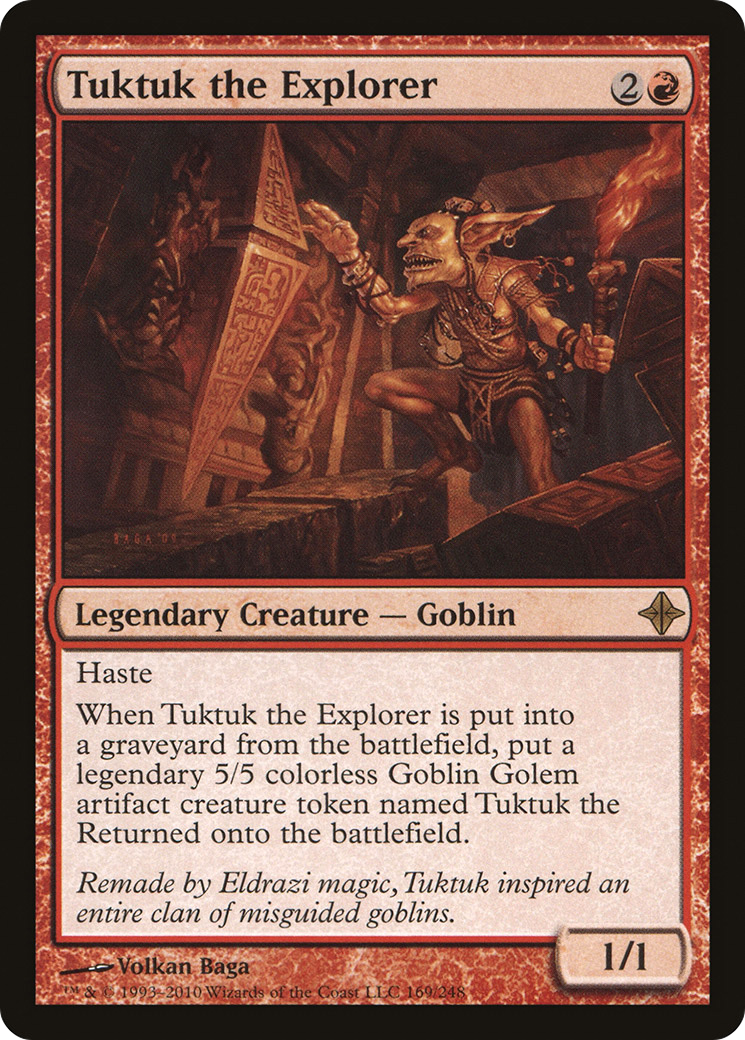 Tuktuk the Explorer 2
BAGA '09
Legendary Creature — Goblin
Haste
When Tuktuk the Explorer is put into
a graveyard from the battlefield, put a
legendary 5/5 colorless Goblin Golem
artifact creature token named Tuktuk the
Returned onto the battlefield.
Remade by Eldrazi magic, Tuktuk inspired an
entire clan of misguided goblins.
1/1
Volkan Baga
™ & © 1993–2010 Wizards of the Coast LLC 169/248